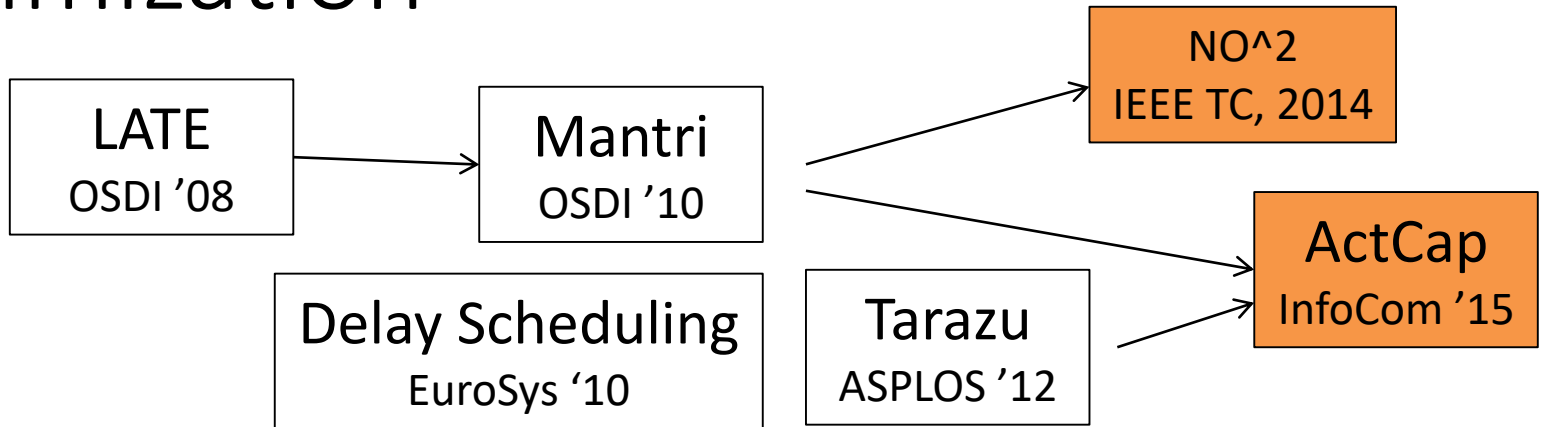 NO^2
IEEE TC, 2014
LATE
OSDI ’08
Mantri
OSDI ’10
ActCap
InfoCom ’15
Delay Scheduling
EuroSys ‘10
Tarazu
ASPLOS ’12